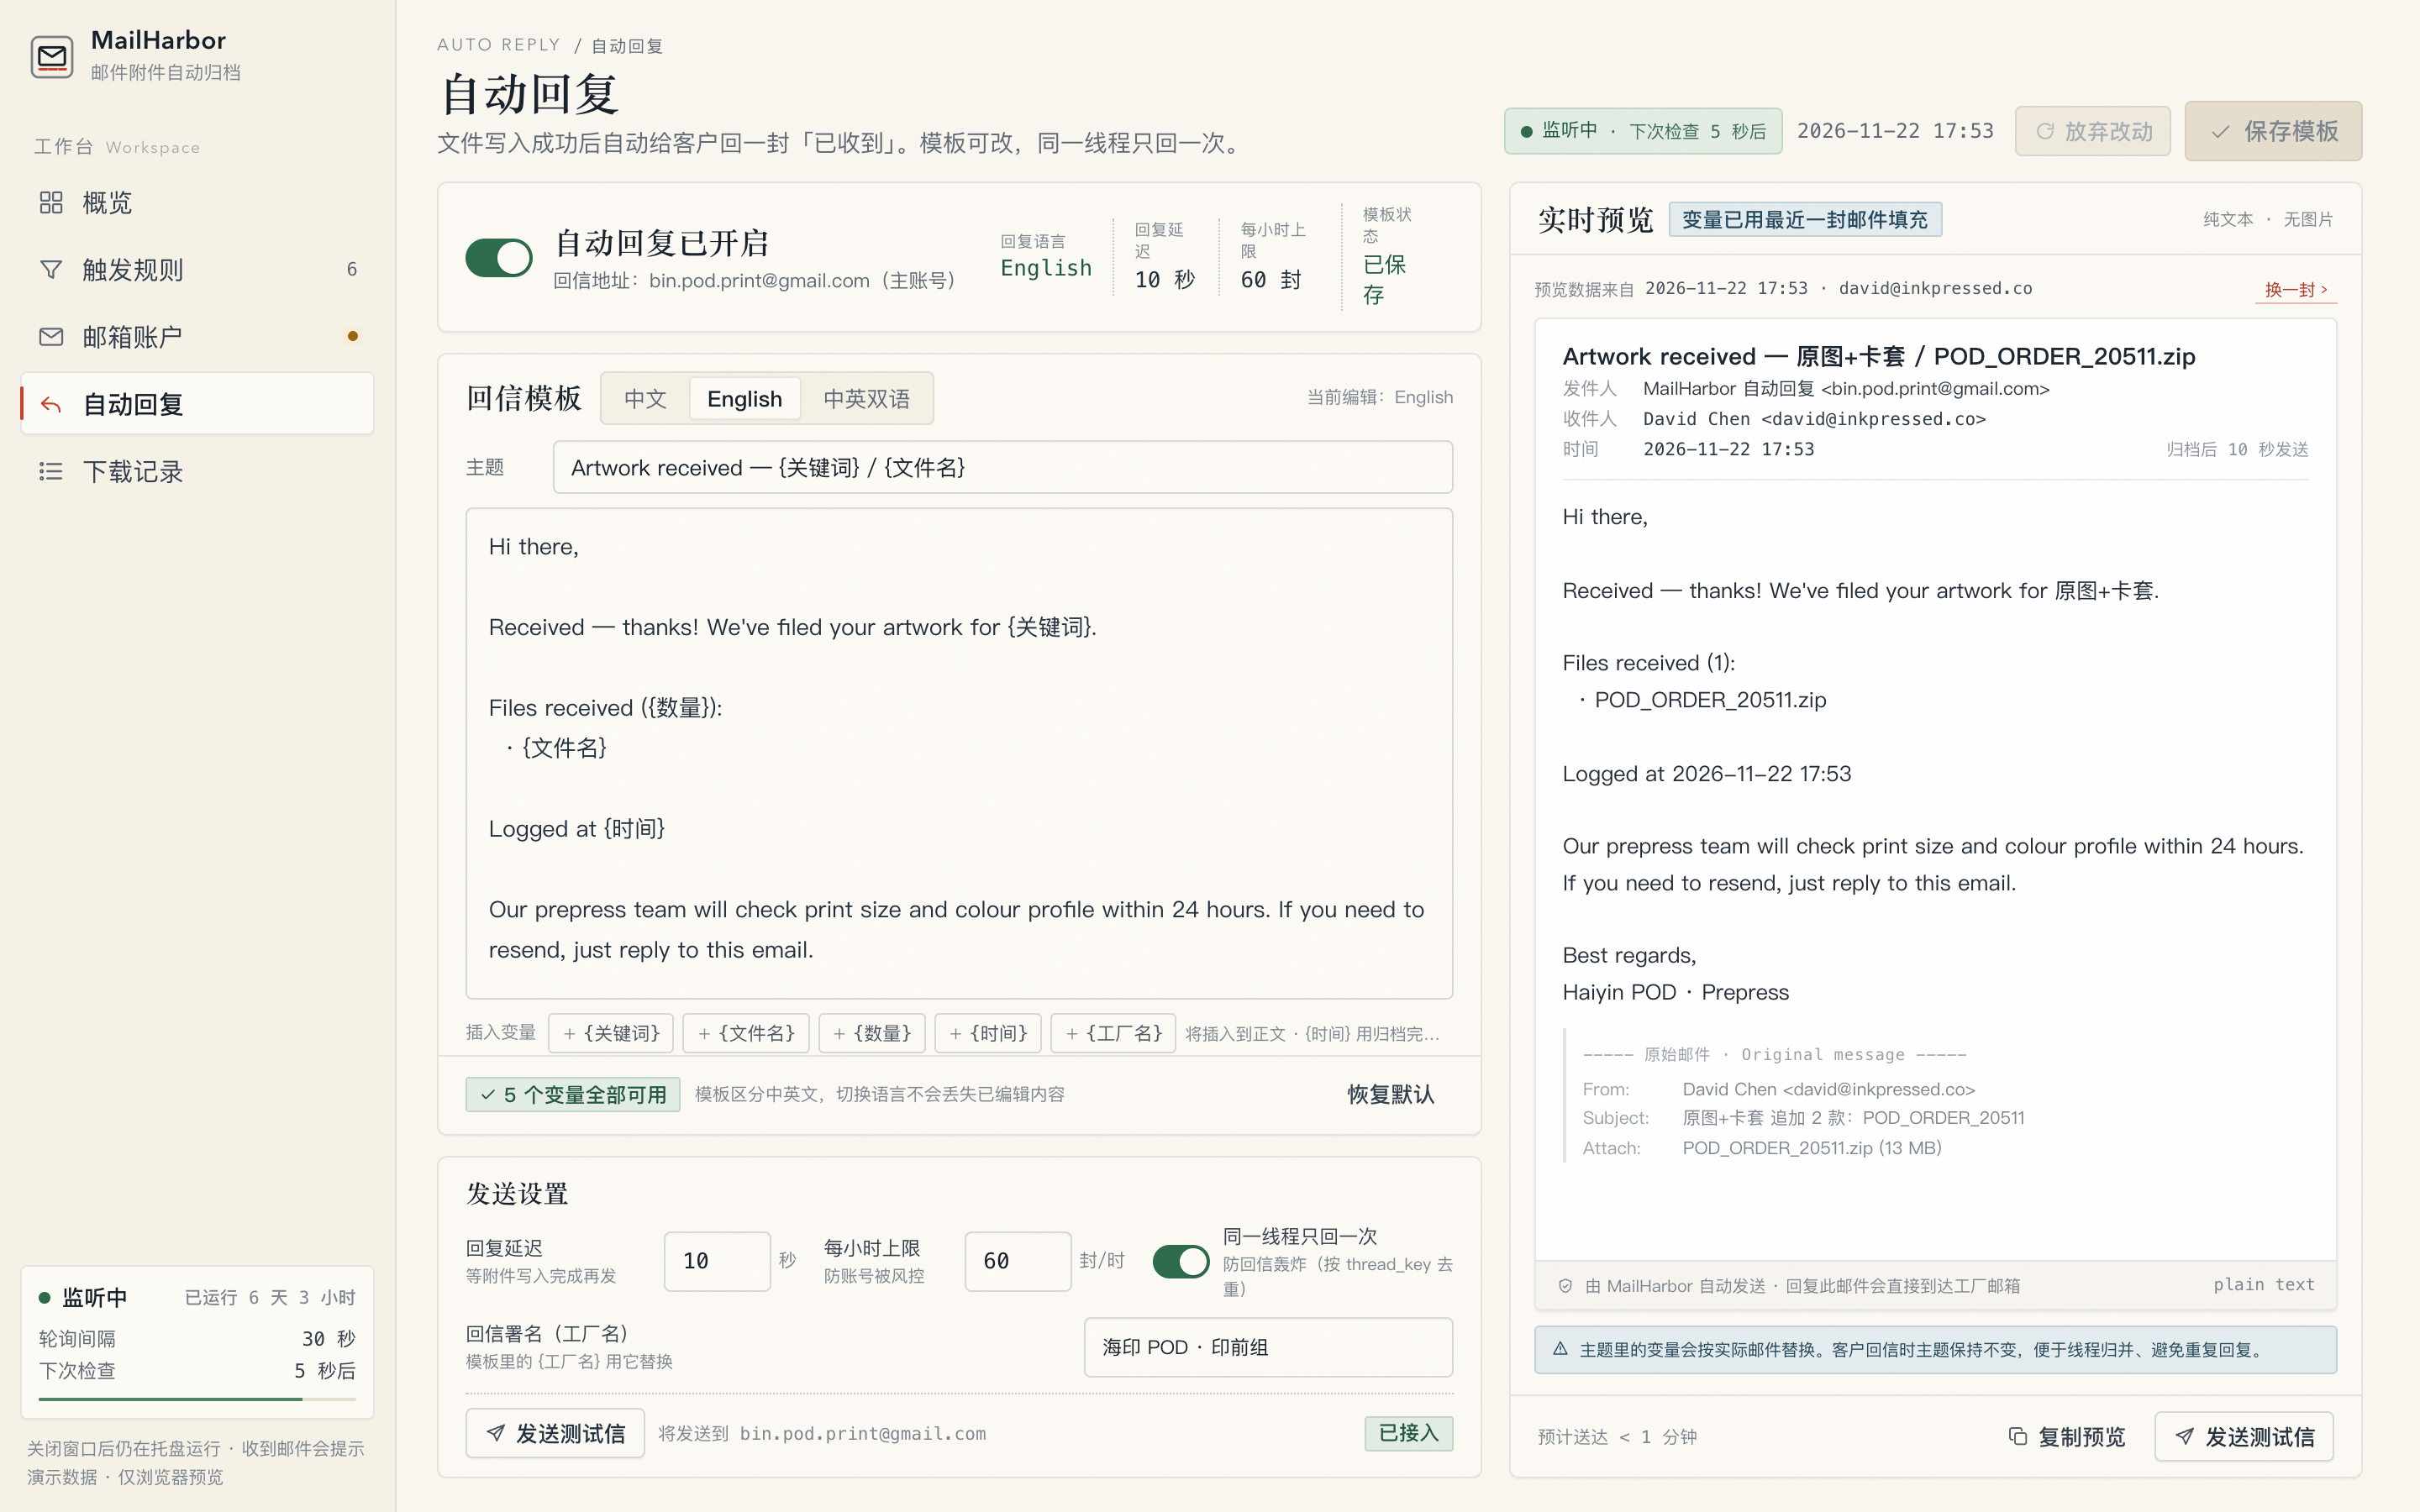 MailHarbor
邮件附件自动归档
工作台 Workspace
概览
触发规则 6
邮箱账户
自动回复
下载记录
监听中 已运行 6 天 3 小时
轮询间隔 30 秒
下次检查 5 秒后
关闭窗口后仍在托盘运行 · 收到邮件会提示
演示数据 · 仅浏览器预览
AUTO REPLY / 自动回复
自动回复
文件写入成功后自动给客户回一封「已收到」。模板可改，同一线程只回一次。
监听中 · 下次检查 5 秒后
2026-11-22 17:53
放弃改动
保存模板
自动回复已开启
回信地址：bin.pod.print@gmail.com（主账号）
回复语言
English
回复延
迟
10 秒
每小时上
限
60 封
模板状
态
已保
存
回信模板
中文
English
中英双语
当前编辑：English
主题
Artwork received — {关键词} / {文件名}
Hi there,
Received — thanks! We've filed your artwork for {关键词}.
Files received ({数量}):
· {文件名}
Logged at {时间}
Our prepress team will check print size and colour profile within 24 hours. If you need to
resend, just reply to this email.
插入变量
+ {关键词}
+ {文件名}
+ {数量}
+ {时间}
+ {工厂名}
将插入到正文 · {时间} 用归档完…
5 个变量全部可用
模板区分中英文，切换语言不会丢失已编辑内容
恢复默认
发送设置
回复延迟
等附件写入完成再发
10 秒
每小时上限
防账号被风控
60 封/时
同一线程只回一次
防回信轰炸（按 thread_key 去
重）
回信署名（工厂名）
模板里的 {工厂名} 用它替换
海印 POD · 印前组
发送测试信
将发送到 bin.pod.print@gmail.com
已接入
实时预览
变量已用最近一封邮件填充
纯文本 · 无图片
预览数据来自 2026-11-22 17:53 · david@inkpressed.co
换一封 ›
Artwork received — 原图+卡套 / POD_ORDER_20511.zip
发件人 MailHarbor 自动回复 <bin.pod.print@gmail.com>
收件人 David Chen <david@inkpressed.co>
时间 2026-11-22 17:53
归档后 10 秒发送
Hi there,
Received — thanks! We've filed your artwork for 原图+卡套.
Files received (1):
· POD_ORDER_20511.zip
Logged at 2026-11-22 17:53
Our prepress team will check print size and colour profile within 24 hours.
If you need to resend, just reply to this email.
Best regards,
Haiyin POD · Prepress
----- 原始邮件 · Original message -----
From: David Chen <david@inkpressed.co>
Subject: 原图+卡套 追加 2 款：POD_ORDER_20511
Attach: POD_ORDER_20511.zip (13 MB)
由 MailHarbor 自动发送 · 回复此邮件会直接到达工厂邮箱
plain text
主题里的变量会按实际邮件替换。客户回信时主题保持不变，便于线程归并、避免重复回复。
预计送达 < 1 分钟
复制预览
发送测试信